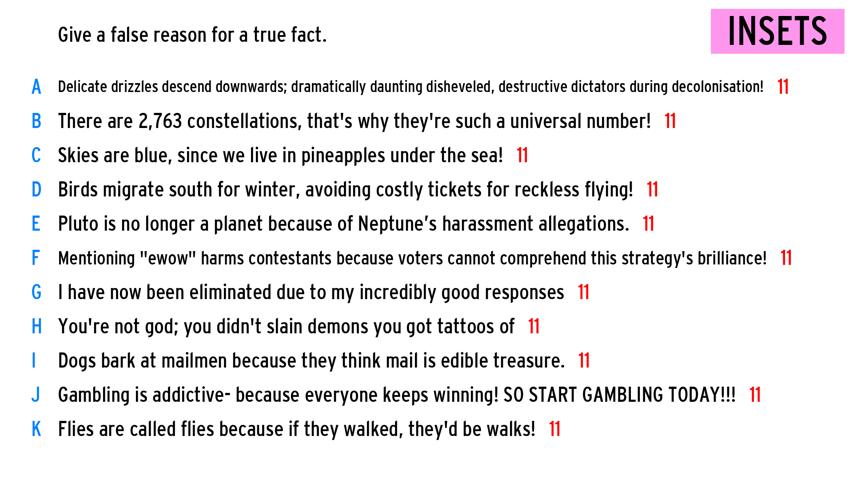 Give a false reason for a true fact.
INSETS
A Delicate drizzles descend downwards; dramatically daunting disheveled, destructive dictators during decolonisation! 11
B There are 2,763 constellations, that's why they're such a universal number! 11
C Skies are blue, since we live in pineapples under the sea! 11
D Birds migrate south for winter, avoiding costly tickets for reckless flying! 11
E Pluto is no longer a planet because of Neptune’s harassment allegations. 11
F Mentioning "ewow" harms contestants because voters cannot comprehend this strategy's brilliance! 11
G I have now been eliminated due to my incredibly good responses 11
H You're not god; you didn't slain demons you got tattoos of 11
I Dogs bark at mailmen because they think mail is edible treasure. 11
J Gambling is addictive- because everyone keeps winning! SO START GAMBLING TODAY!!! 11
K Flies are called flies because if they walked, they'd be walks! 11